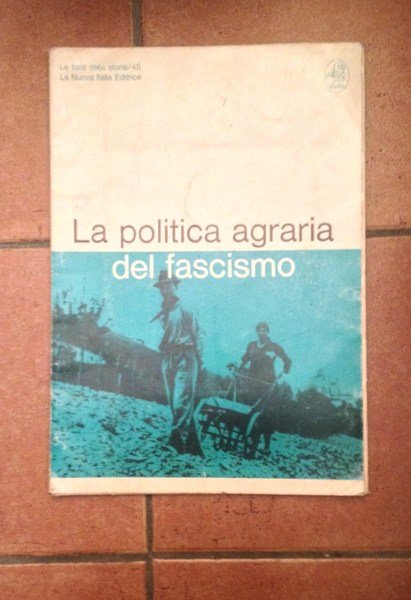 Le fonti della storia/45
La Nuova Italia Editrice
La politica agraria
del fascismo